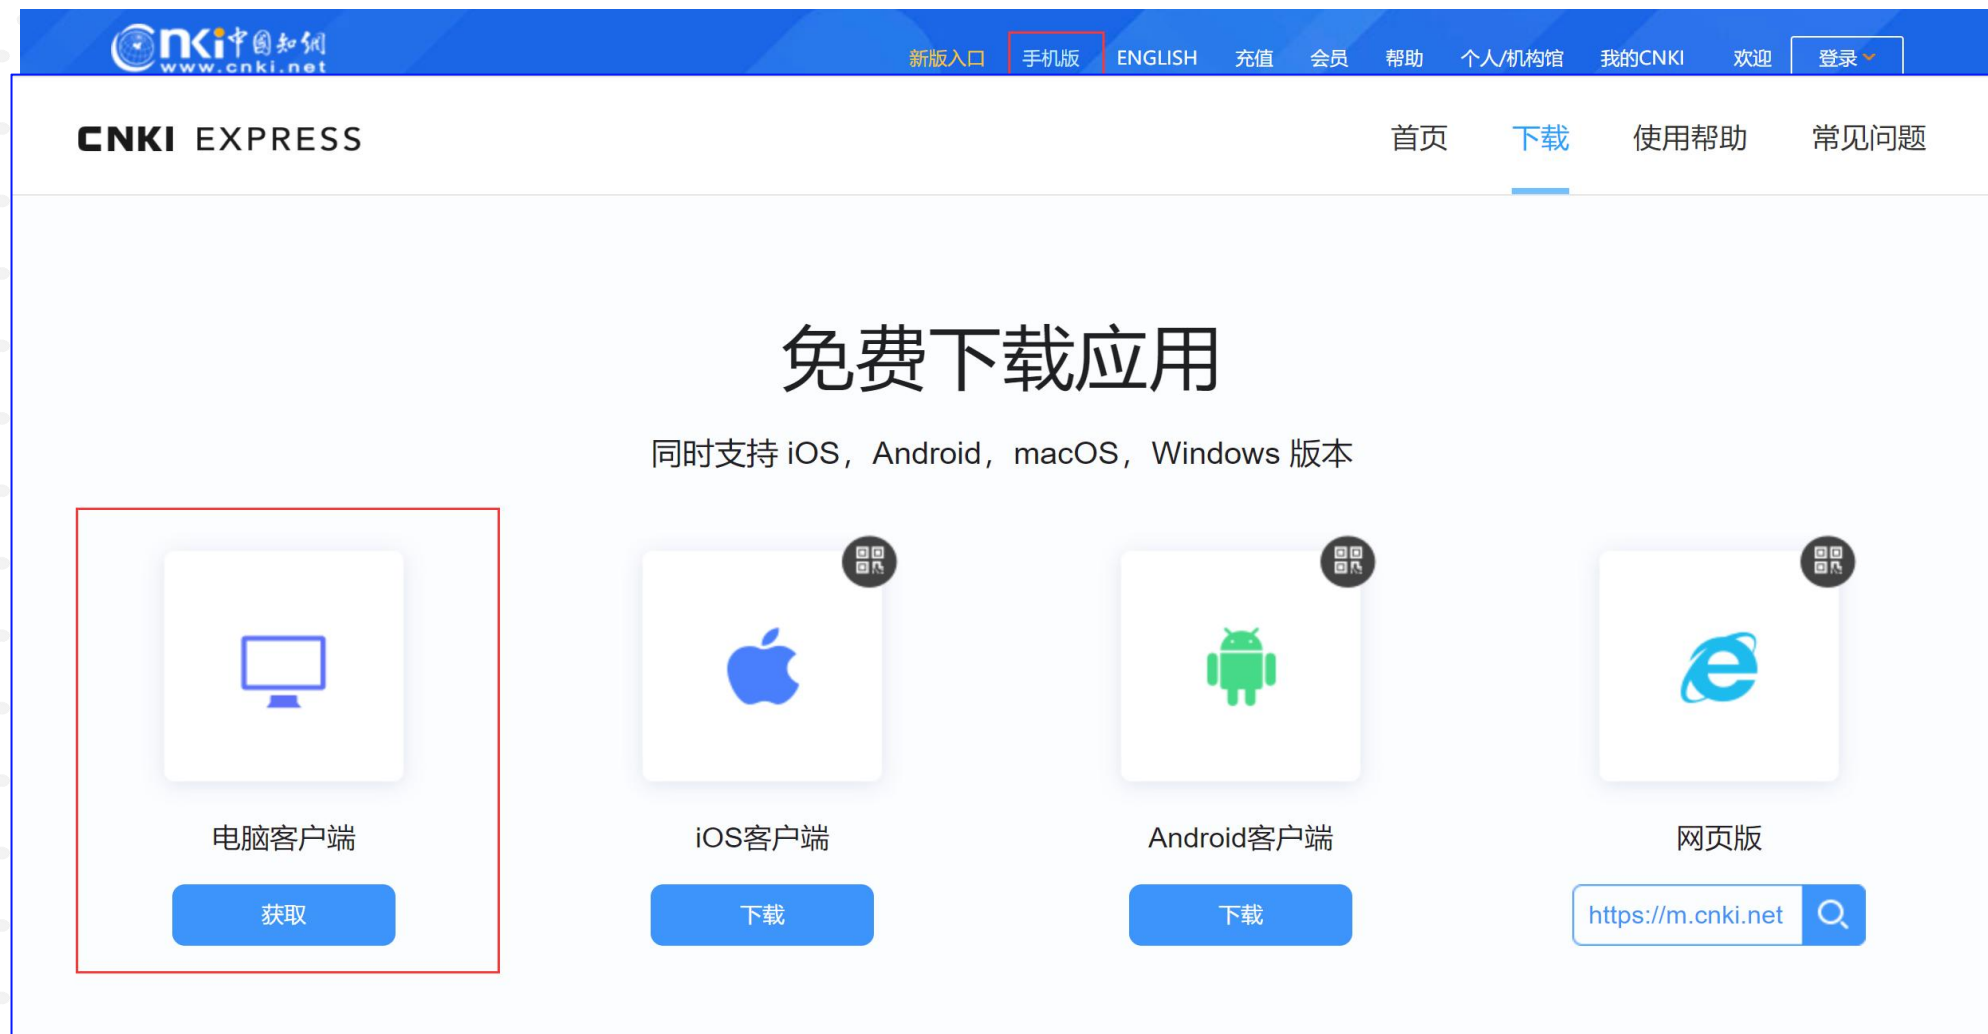 cnki中國知網
www.cnki.net
新版入口 手机版 ENGLISH 充值 会员 帮助 个人/机构馆 我的CNKI 欢迎 登录
CNKI EXPRESS
首页 下载 使用帮助 常见问题
免费下载应用
同时支持 iOS，Android，macOS，Windows 版本
电脑客户端 iOS客户端 Android客户端 网页版
获取 下载 下载 https://m.cnki.net